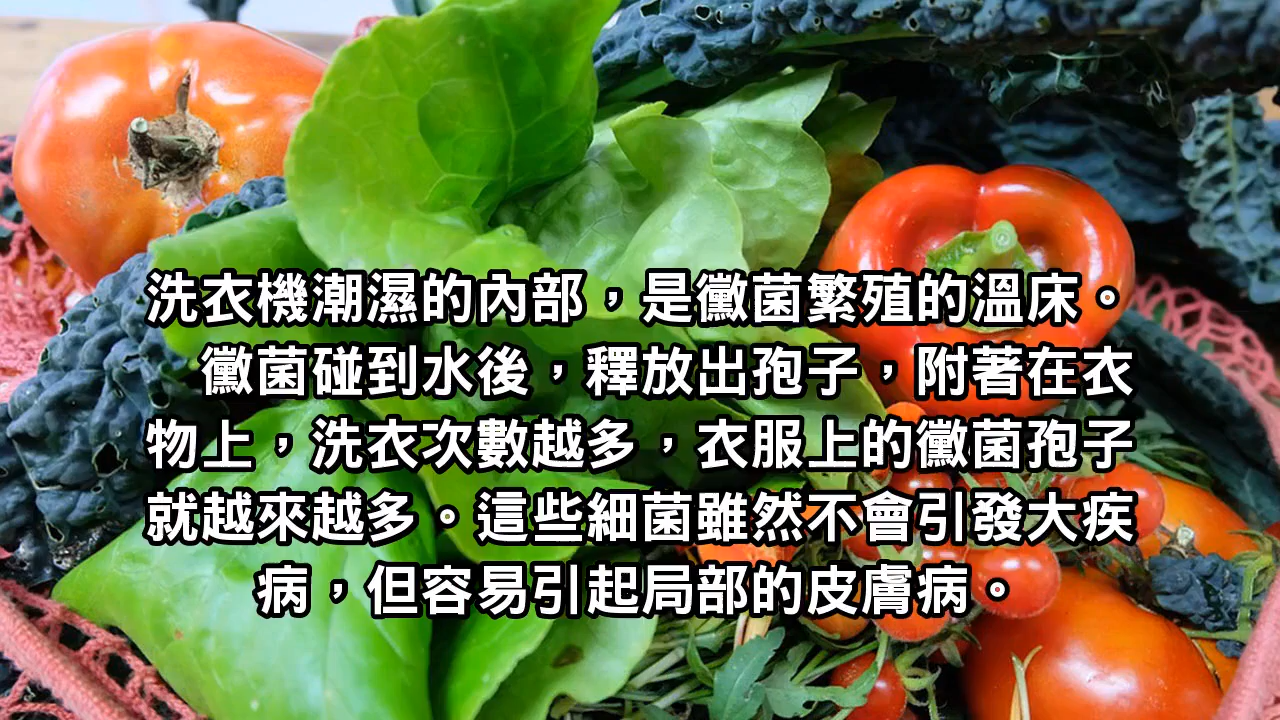 洗衣機潮濕的內部，是黴菌繁殖的溫床。
黴菌碰到水後，釋放出孢子，附著在衣
物上，洗衣次數越多，衣服上的黴菌孢子
就越來越多。這些細菌雖然不會引發大疾
病，但容易引起局部的皮膚病。